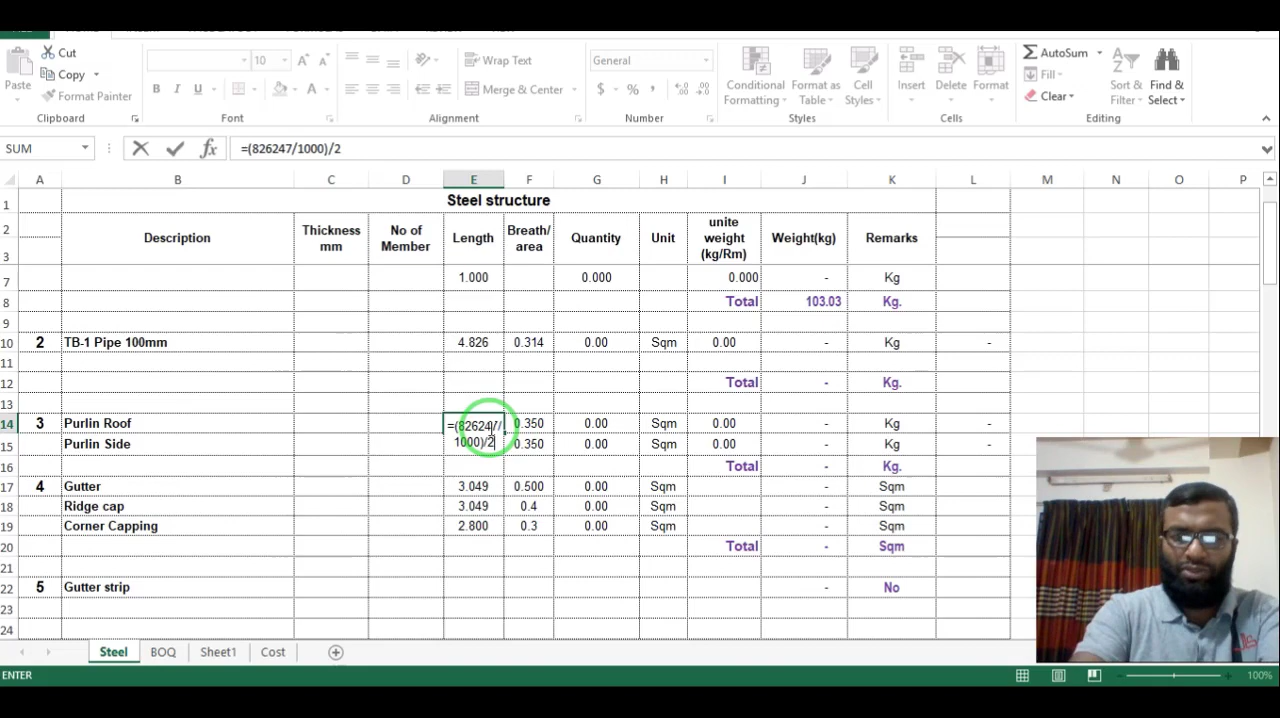 Cut
Copy
Format Painter
Paste
Clipboard
10
B I U
Font
Wrap Text
Merge & Center
Alignment
General
$ % ,
Number
Conditional Formatting
Format as Table
Cell Styles
Styles
Insert
Delete
Format
Cells
AutoSum
Fill
Clear
Sort & Filter
Find & Select
Editing
SUM
fx
=(826247/1000)/2
A B C D E F G H I J K L M N O P
1 Steel structure
2 Description Thickness mm No of Member Length Breath/ area Quantity Unit unite weight (kg/Rm) Weight(kg) Remarks
3
7 1.000 0.000 0.000 - Kg
8 Total 103.03 Kg.
9
10 2 TB-1 Pipe 100mm 4.826 0.314 0.00 Sqm 0.00 - Kg -
11
12 Total - Kg.
13
14 3 Purlin Roof =(826247/ 1000)/2 0.350 0.00 Sqm 0.00 - Kg -
15 Purlin Side 0.350 0.00 Sqm 0.00 - Kg -
16 Total - Kg.
17 4 Gutter 3.049 0.500 0.00 Sqm - Sqm
18 Ridge cap 3.049 0.4 0.00 Sqm - Sqm
19 Corner Capping 2.800 0.3 0.00 Sqm - Sqm
20 Total - Sqm
21
22 5 Gutter strip - No
23
24
Steel BOQ Sheet1 Cost
ENTER
100%